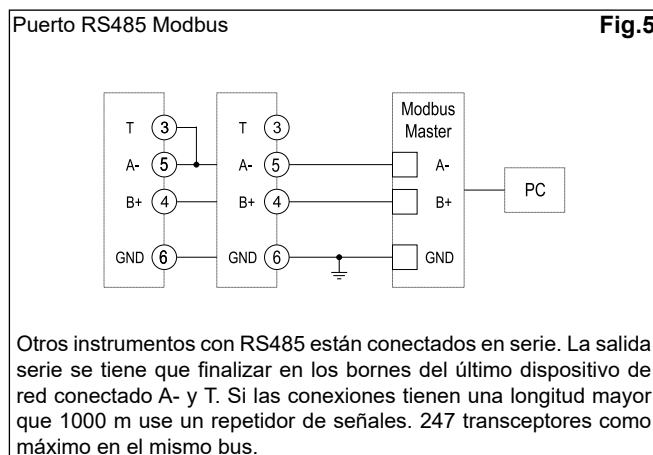 Puerto RS485 Modbus
Fig.5
Modbus
Master
T 3 T 3
A- 5 A- 5 A-
B+ 4 B+ 4 B+
PC
GND 6 GND 6 GND
Otros instrumentos con RS485 están conectados en serie. La salida
serie se tiene que finalizar en los bornes del último dispositivo de
red conectado A- y T. Si las conexiones tienen una longitud mayor
que 1000 m use un repetidor de señales. 247 transceptores como
máximo en el mismo bus.